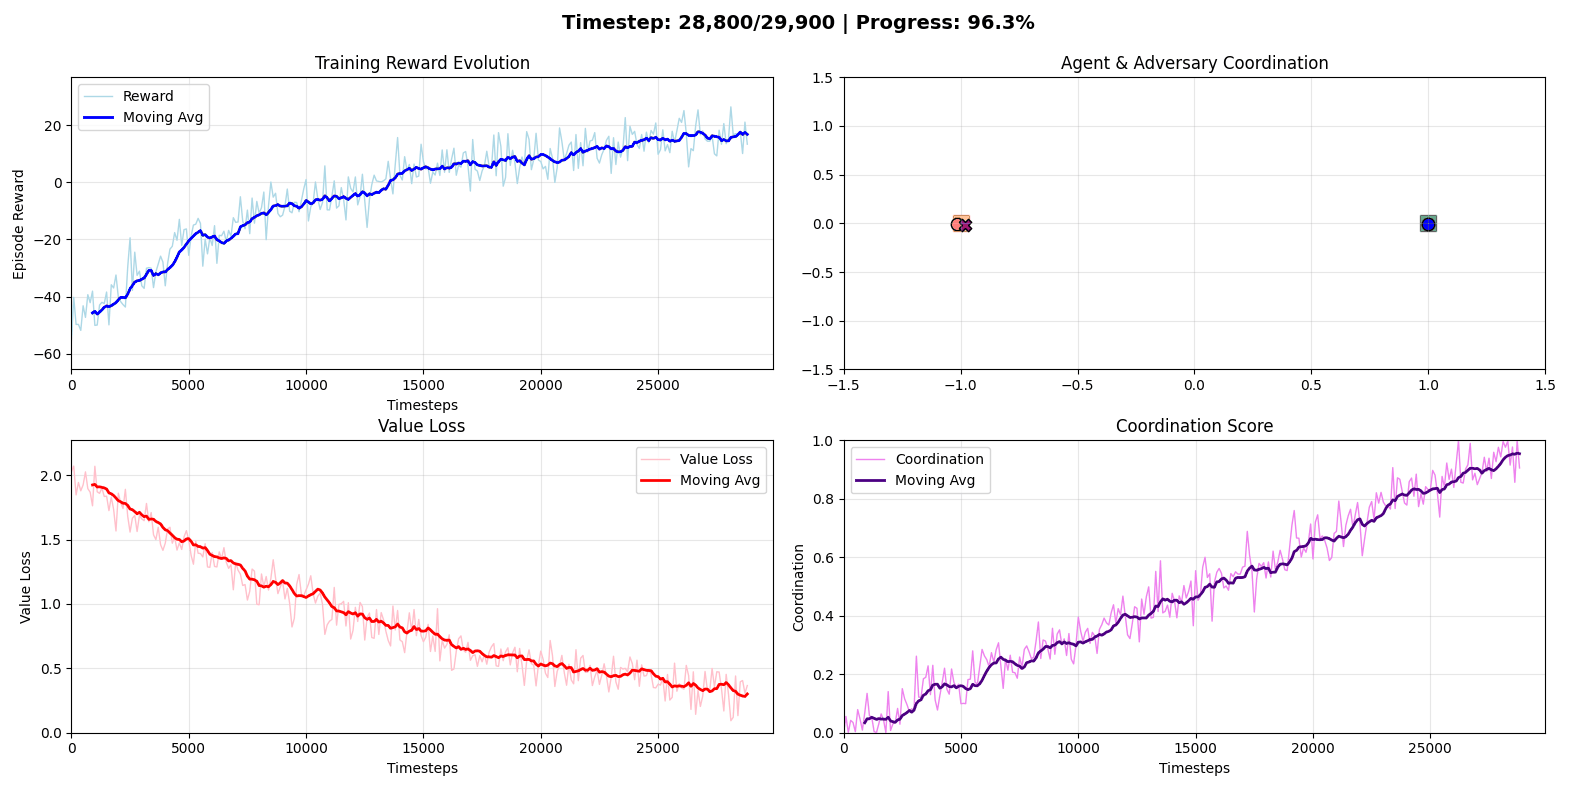 Timestep: 28,800/29,900 | Progress: 96.3%
Training Reward Evolution
Reward
Moving Avg
Episode Reward
20
0
−20
−40
−60
0
5000
10000
15000
20000
25000
Timesteps
Agent & Adversary Coordination
1.5
1.0
0.5
0.0
−0.5
−1.0
−1.5
−1.5
−1.0
−0.5
0.0
0.5
1.0
1.5
Value Loss
Value Loss
Moving Avg
Value Loss
2.0
1.5
1.0
0.5
0.0
0
5000
10000
15000
20000
25000
Timesteps
Coordination Score
Coordination
Moving Avg
Coordination
1.0
0.8
0.6
0.4
0.2
0.0
0
5000
10000
15000
20000
25000
Timesteps